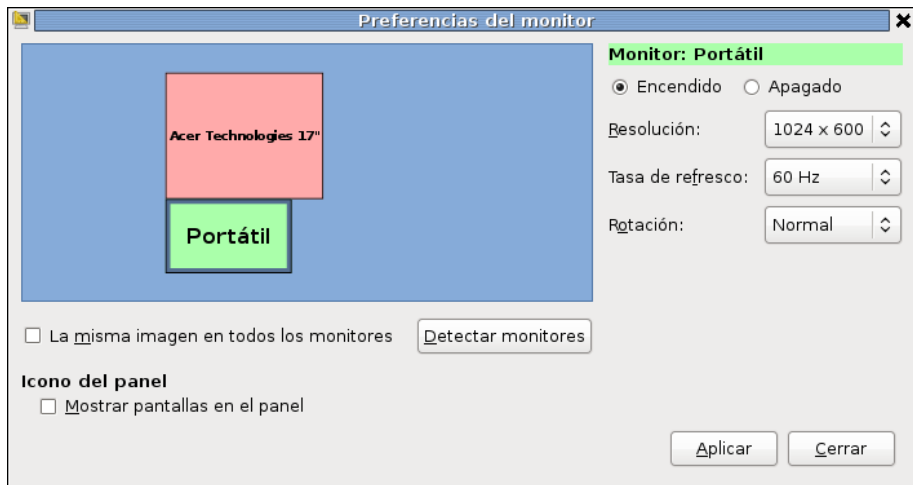 Preferencias del monitor
Acer Technologies 17"
Portátil
Monitor: Portátil
Encendido
Apagado
Resolución:
1024 x 600
Tasa de refresco:
60 Hz
Rotación:
Normal
La misma imagen en todos los monitores
Detectar monitores
Icono del panel
Mostrar pantallas en el panel
Aplicar
Cerrar